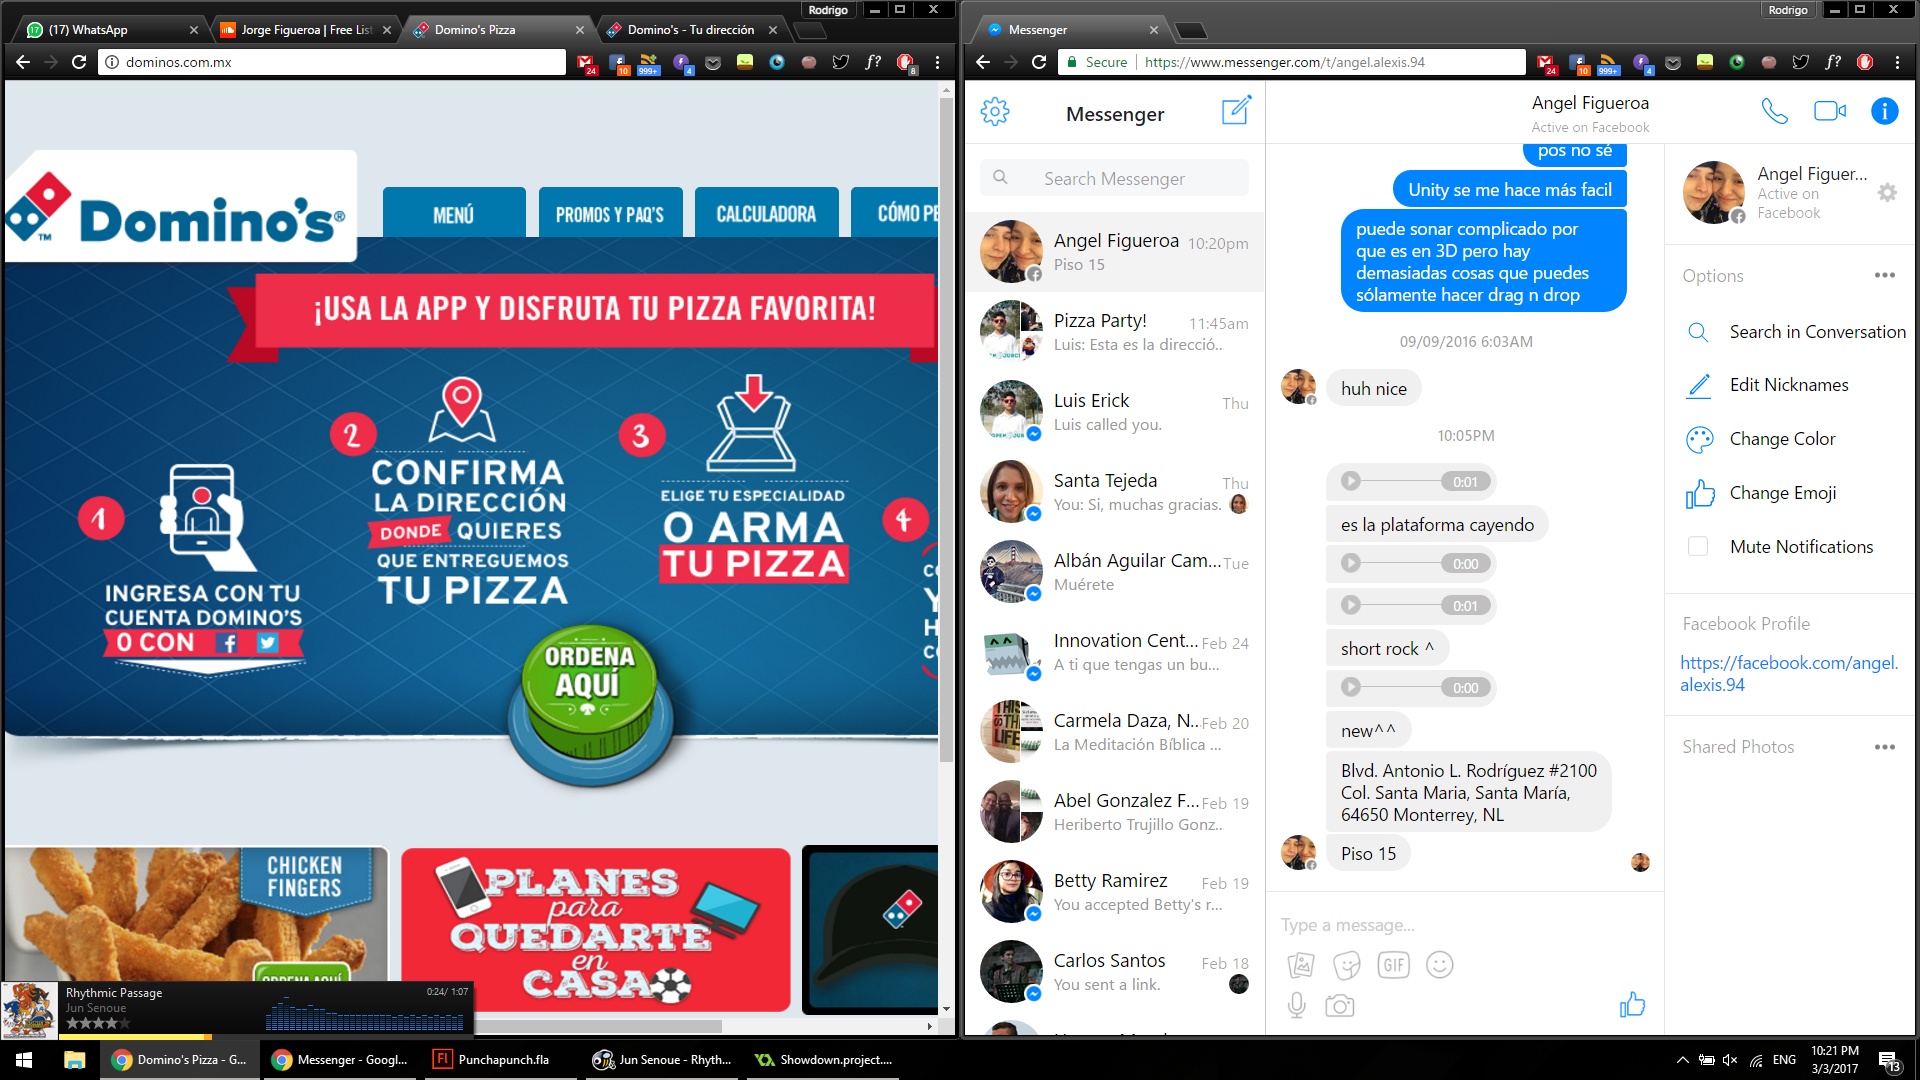 Rodrigo
(17) WhatsApp
Jorge Figueroa | Free List
Domino's Pizza
Domino's - Tu dirección
dominos.com.mx
24
10
999+
4
f?
8
Domino's®
TM
MENÚ
PROMOS Y PAQ'S
CALCULADORA
CÓMO PE
¡USA LA APP Y DISFRUTA TU PIZZA FAVORITA!
1
INGRESA CON TU
CUENTA DOMINO'S
O CON
2
CONFIRMA
LA DIRECCIÓN
DONDE QUIERES
QUE ENTREGUEMOS
TU PIZZA
3
ELIGE TU ESPECIALIDAD
O ARMA
TU PIZZA
4
ORDENA
AQUÍ
CHICKEN
FINGERS
ORDENA AQUÍ
PLANES
para
QUEDARTE
en
CASA
Rhythmic Passage
0:24/ 1:07
Jun Senoue
Rodrigo
Messenger
Secure
https://www.messenger.com/t/angel.alexis.94
24
10
999+
4
f?
Messenger
Search Messenger
Angel Figueroa 10:20pm
Piso 15
Pizza Party! 11:45am
Luis: Esta es la direcció..
Luis Erick Thu
Luis called you.
Santa Tejeda Thu
You: Si, muchas gracias.
Albán Aguilar Cam... Tue
Muérete
Innovation Cent... Feb 24
A ti que tengas un bu...
Carmela Daza, N... Feb 20
La Meditación Bíblica ...
Abel Gonzalez F... Feb 19
Heriberto Trujillo Gonz..
Betty Ramirez Feb 19
You accepted Betty's r...
Carlos Santos Feb 18
You sent a link.
Angel Figueroa
Active on Facebook
pos no sé
Unity se me hace más facil
puede sonar complicado por
que es en 3D pero hay
demasiadas cosas que puedes
sólamente hacer drag n drop
09/09/2016 6:03AM
huh nice
10:05PM
0:01
es la plataforma cayendo
0:00
0:01
short rock ^
0:00
new^^
Blvd. Antonio L. Rodríguez #2100
Col. Santa Maria, Santa María,
64650 Monterrey, NL
Piso 15
Type a message...
GIF
Angel Figuer...
Active on
Facebook
Options
Search in Conversation
Edit Nicknames
Change Color
Change Emoji
Mute Notifications
Facebook Profile
https://facebook.com/angel.
alexis.94
Shared Photos
Domino's Pizza - G...
Messenger - Googl...
Fl
Punchapunch.fla
Jun Senoue - Rhyth...
Showdown.project....
ENG
10:21 PM
3/3/2017
13